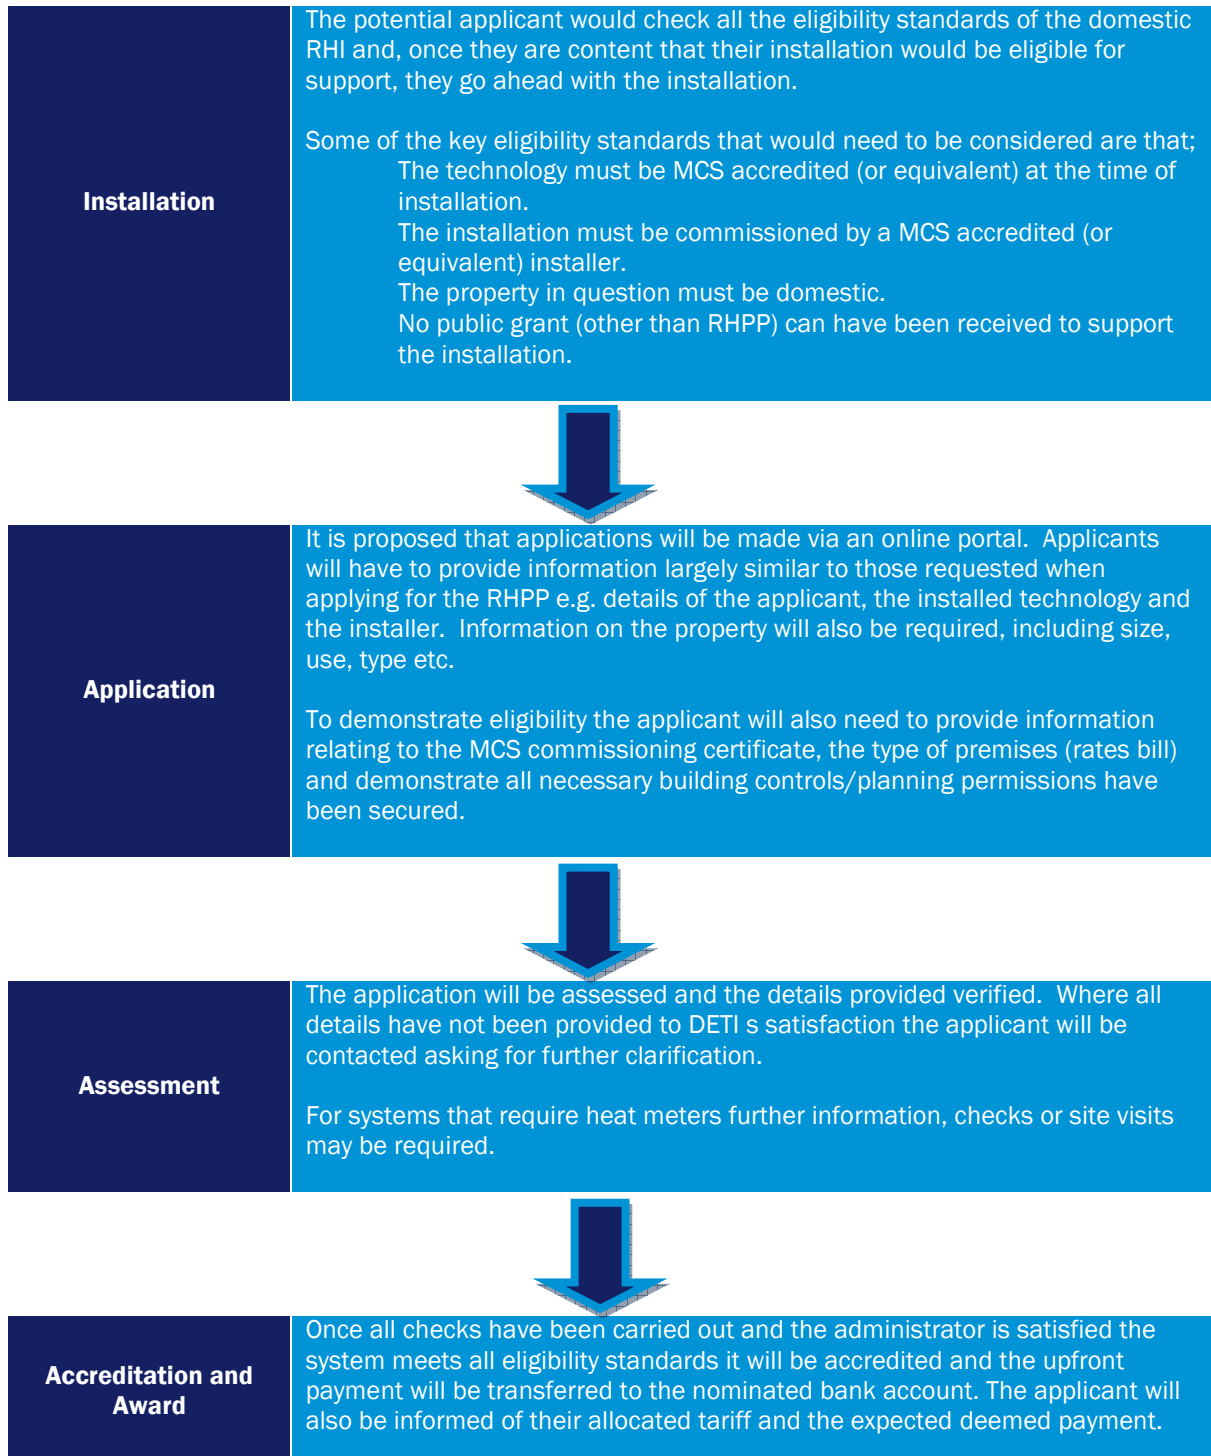 The potential applicant would check all the eligibility standards of the domestic
RHI and, once they are content that their installation would be eligible for
support, they go ahead with the installation.
Some of the key eligibility standards that would need to be considered are that;
The technology must be MCS accredited (or equivalent) at the time of
installation.
Installation
The installation must be commissioned by a MCS accredited (or
equivalent) installer.
The property in question must be domestic.
No public grant (other than RHPP) can have been received to support
the installation.
It is proposed that applications will be made via an online portal.  Applicants
will have to provide information largely similar to those requested when
applying for the RHPP e.g. details of the applicant, the installed technology and
the installer.  Information on the property will also be required, including size,
use, type etc.
Application
To demonstrate eligibility the applicant will also need to provide information
relating to the MCS commissioning certificate, the type of premises (rates bill)
and demonstrate all necessary building controls/planning permissions have
been secured.
The application will be assessed and the details provided verified.  Where all
details have not been provided to DETI s satisfaction the applicant will be
contacted asking for further clarification.
Assessment
For systems that require heat meters further information, checks or site visits
may be required.
Once all checks have been carried out and the administrator is satisfied the
system meets all eligibility standards it will be accredited and the upfront
payment will be transferred to the nominated bank account. The applicant will
also be informed of their allocated tariff and the expected deemed payment.
Accreditation and
Award